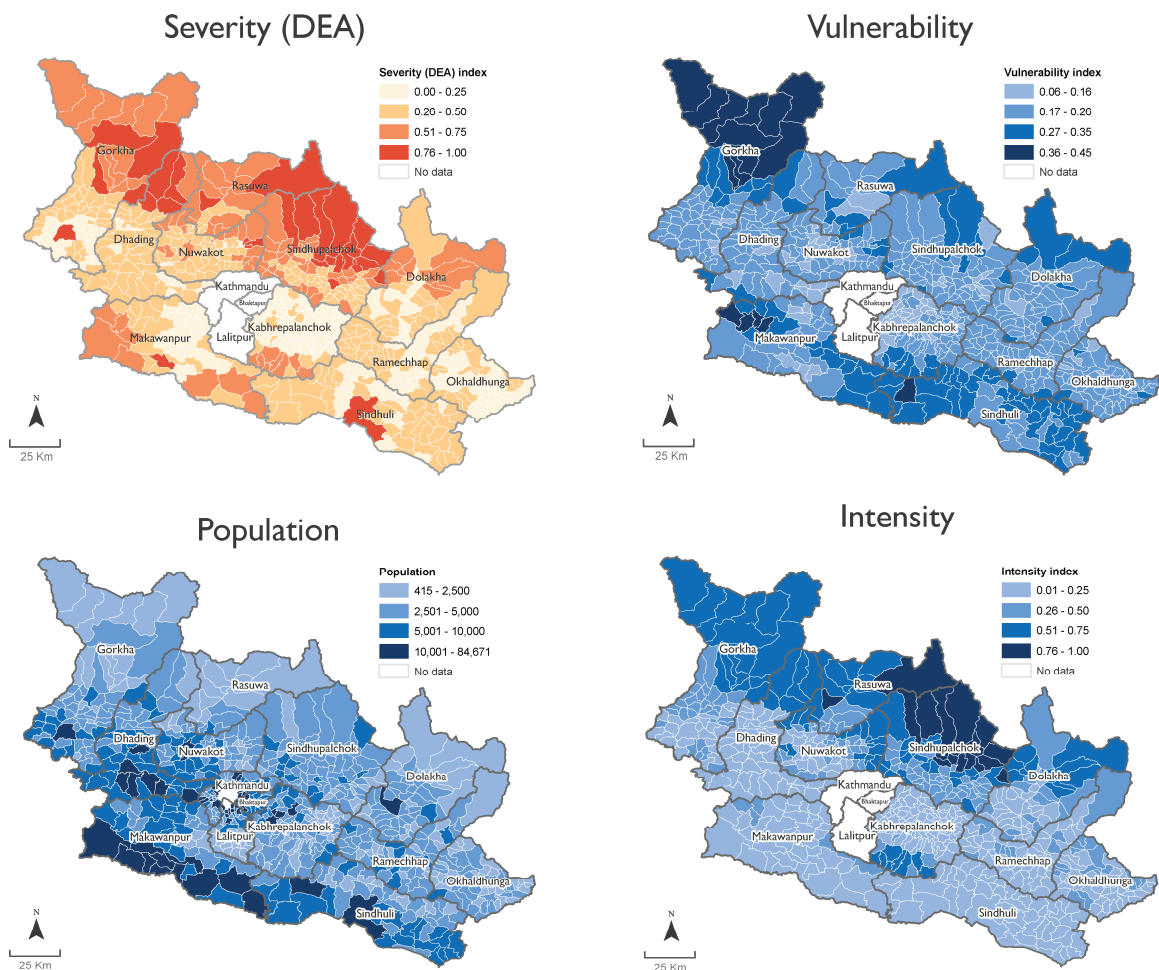 Severity (DEA)
Severity (DEA) index
0.00 - 0.25
0.26 - 0.50
0.51 - 0.75
0.76 - 1.00
No data
Gorkha
Rasuwa
Dhading
Nuwakot
Sindhupalchok
Dolakha
Kathmandu
Bhaktapur
Lalitpur
Kabhrepalanchok
Makawanpur
Ramechhap
Okhaldhunga
Sindhuli
N
25 Km
Vulnerability
Vulnerability index
0.06 - 0.16
0.17 - 0.26
0.27 - 0.35
0.36 - 0.45
No data
Gorkha
Rasuwa
Dhading
Nuwakot
Sindhupalchok
Dolakha
Kathmandu
Bhaktapur
Lalitpur
Kabhrepalanchok
Makawanpur
Ramechhap
Okhaldhunga
Sindhuli
N
25 Km
Population
Population
415 - 2,500
2,501 - 5,000
5,001 - 10,000
10,001 - 84,671
No data
Gorkha
Rasuwa
Dhading
Nuwakot
Sindhupalchok
Dolakha
Kathmandu
Bhaktapur
Lalitpur
Kabhrepalanchok
Makawanpur
Ramechhap
Okhaldhunga
Sindhuli
N
25 Km
Intensity
Intensity index
0.01 - 0.25
0.26 - 0.50
0.51 - 0.75
0.76 - 1.00
No data
Gorkha
Rasuwa
Dhading
Nuwakot
Sindhupalchok
Dolakha
Kathmandu
Bhaktapur
Lalitpur
Kabhrepalanchok
Makawanpur
Ramechhap
Okhaldhunga
Sindhuli
N
25 Km